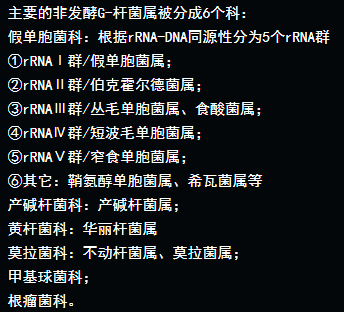 主要的非发酵G-杆菌属被分成6个科：
假单胞菌科：根据rRNA-DNA同源性分为5个rRNA群
①rRNAⅠ群/假单胞菌属；
②rRNAⅡ群/伯克霍尔德菌属；
③rRNAⅢ群/丛毛单胞菌属、食酸菌属；
④rRNAⅣ群/短波毛单胞菌属；
⑤rRNAⅤ群/窄食单胞菌属；
⑥其它：鞘氨醇单胞菌属、希瓦菌属等
产碱杆菌科：产碱杆菌属；
黄杆菌科：华丽杆菌属
莫拉菌科：不动杆菌属、莫拉菌属；
甲基球菌科；
根瘤菌科。